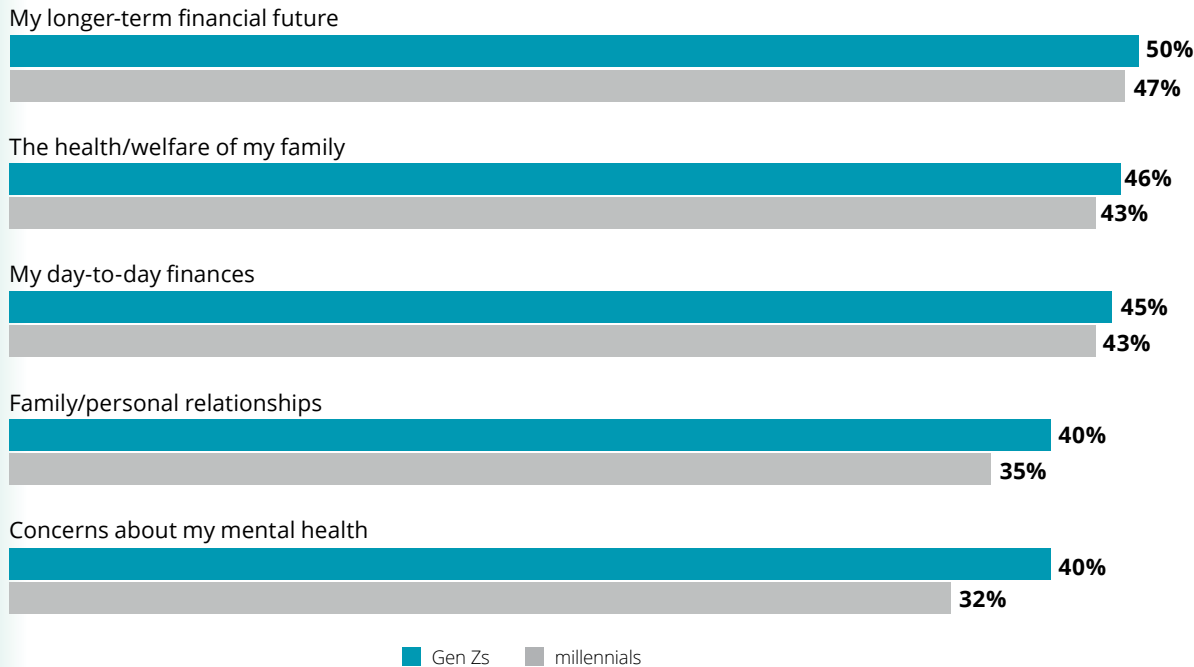 My longer-term financial future
50%
47%
The health/welfare of my family
46%
43%
My day-to-day finances
45%
43%
Family/personal relationships
40%
35%
Concerns about my mental health
40%
32%
Gen Zs millennials